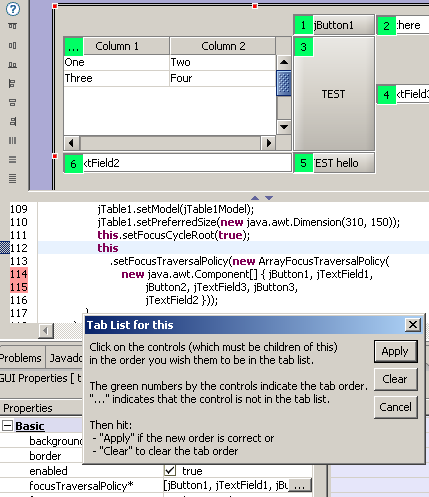 ?
1 jButton1 2 here
... Column 1 Column 2 3
One Two
Three Four
TEST 4 extField3
6 xtField2 5 EST hello
109 jTable1.setModel(jTable1Model);
110 jTable1.setPreferredSize(new java.awt.Dimension(310, 150));
111 this.setFocusCycleRoot(true);
112 this
113 .setFocusTraversalPolicy(new ArrayFocusTraversalPolicy(
114 new java.awt.Component[] { jButton1, jTextField1,
115 jButton2, jTextField3, jButton3,
116 jTextField2 }));
117 }
Tab List for this
Click on the controls (which must be children of this)
in the order you wish them to be in the tab list.
The green numbers by the controls indicate the tab order.
"..." indicates that the control is not in the tab list.
Then hit:
- "Apply" if the new order is correct or
- "Clear" to clear the tab order
Apply
Clear
Cancel
Problems Javadoc
GUI Properties [ t
Properties
Basic
background
border
enabled true
focusTraversalPolicy* [jButton1, jTextField1, jBu ...